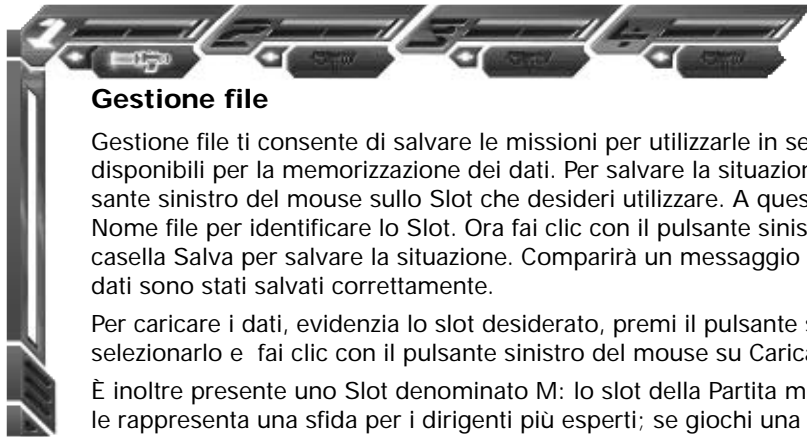 1 2 3 4
Gestione file
Gestione file ti consente di salvare le missioni per utilizzarle in se
disponibili per la memorizzazione dei dati. Per salvare la situazion
sante sinistro del mouse sullo Slot che desideri utilizzare. A ques
Nome file per identificare lo Slot. Ora fai clic con il pulsante sinis
casella Salva per salvare la situazione. Comparirà un messaggio
dati sono stati salvati correttamente.
Per caricare i dati, evidenzia lo slot desiderato, premi il pulsante s
selezionarlo e fai clic con il pulsante sinistro del mouse su Carica
È inoltre presente uno Slot denominato M: lo slot della Partita m
le rappresenta una sfida per i dirigenti più esperti; se giochi una